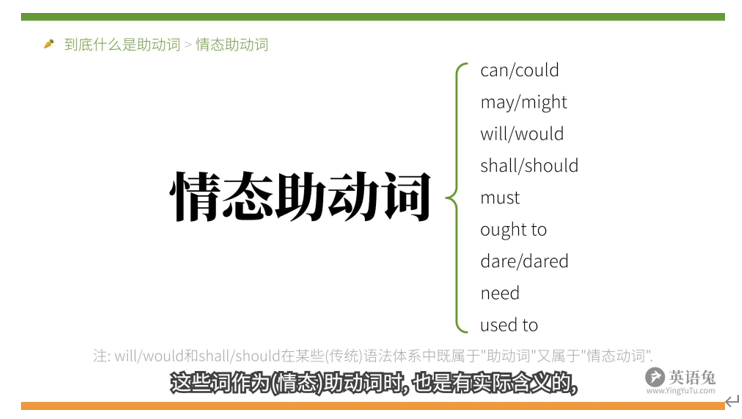 到底什么是助动词 > 情态助动词
情态助动词
can/could
may/might
will/would
shall/should
must
ought to
dare/dared
need
used to
注: will/would和shall/should在某些(传统)语法体系中既属于"助动词"又属于"情态动词".
这些词作为(情态)助动词时, 也是有实际含义的,
英语兔
www.YingYuTu.com